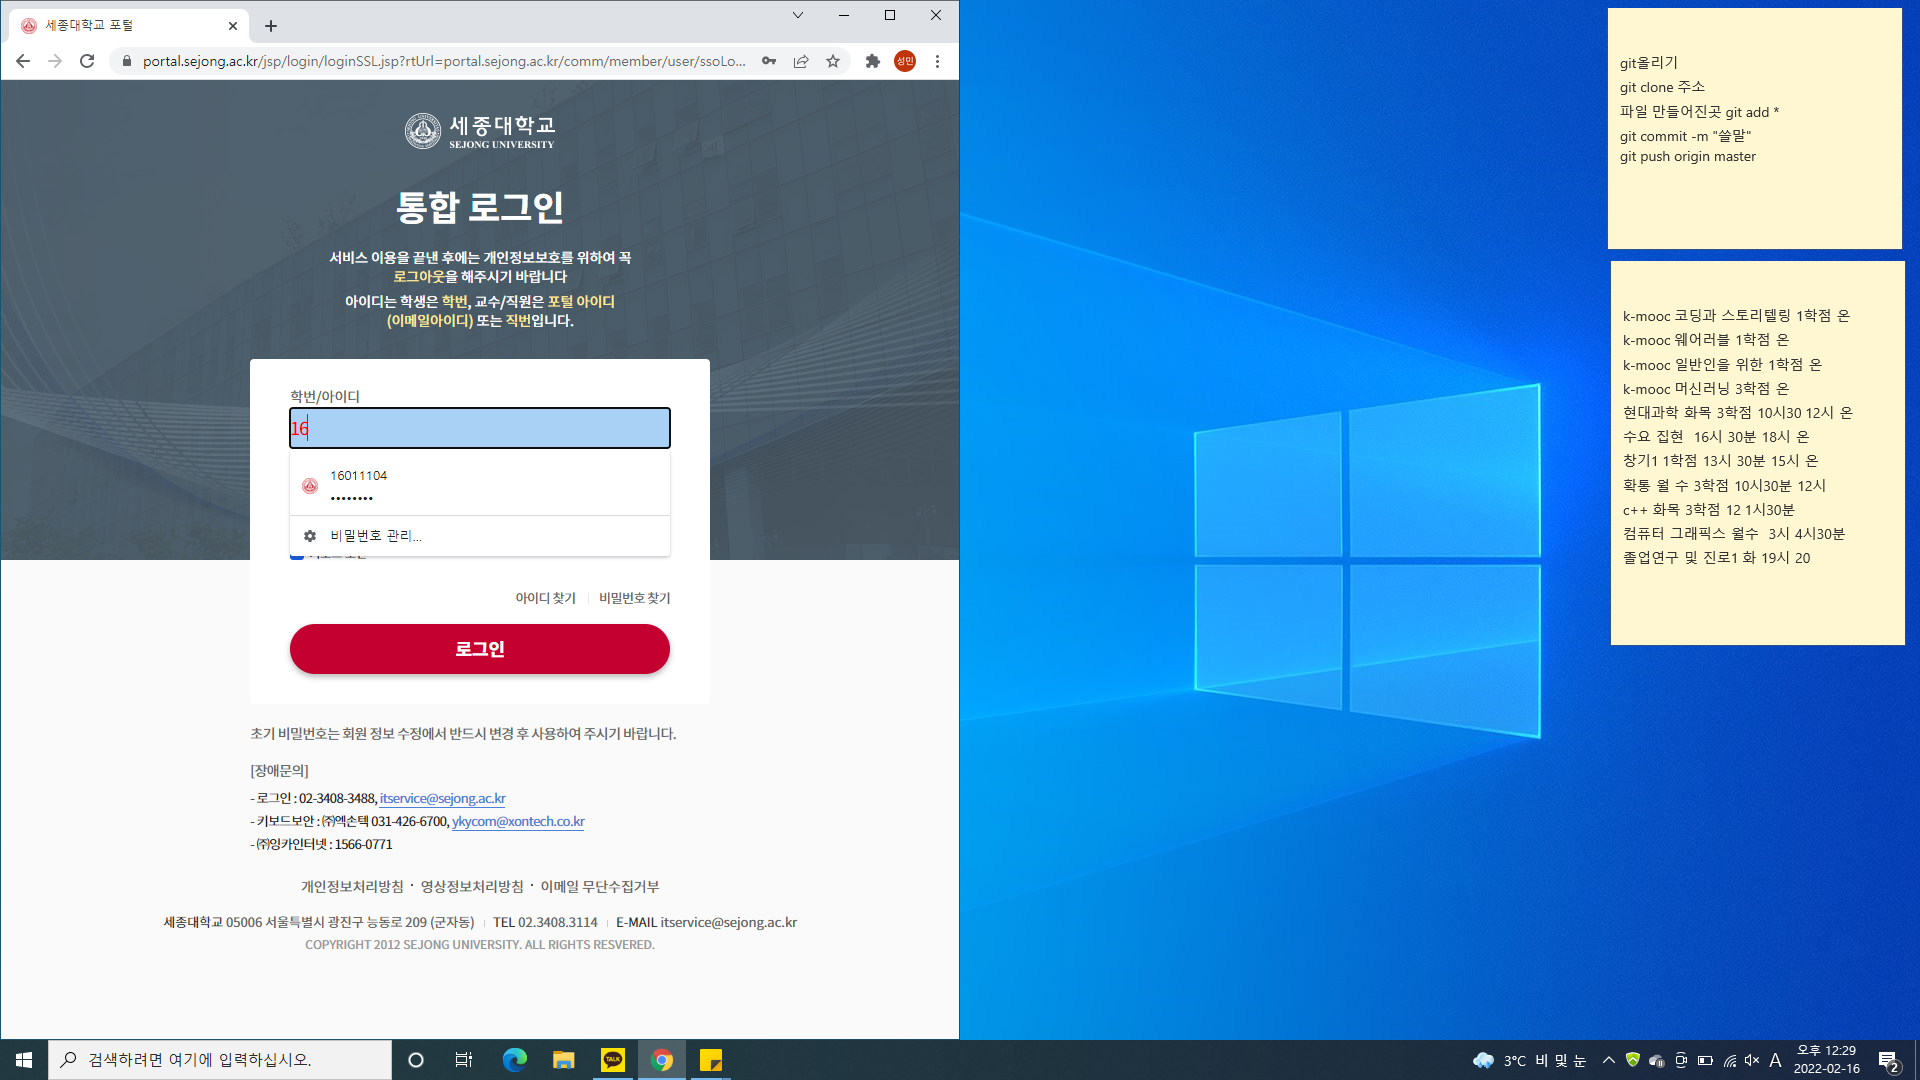 세종대학교 포털
portal.sejong.ac.kr/jsp/login/loginSSL.jsp?rtUrl=portal.sejong.ac.kr/comm/member/user/ssoLo...
성민
세종대학교
SEJONG UNIVERSITY
통합 로그인
서비스 이용을 끝낸 후에는 개인정보보호를 위하여 꼭
로그아웃을 해주시기 바랍니다
아이디는 학생은 학번, 교수/직원은 포털 아이디
(이메일아이디) 또는 직번입니다.
학번/아이디
16
16011104
••••••••
비밀번호 관리...
아이디 찾기
비밀번호 찾기
로그인
초기 비밀번호는 회원 정보 수정에서 반드시 변경 후 사용하여 주시기 바랍니다.
[장애문의]
- 로그인 : 02-3408-3488, itservice@sejong.ac.kr
- 키보드보안 : ㈜엑손텍 031-426-6700, ykycom@xontech.co.kr
- ㈜잉카인터넷 : 1566-0771
개인정보처리방침 · 영상정보처리방침 · 이메일 무단수집거부
세종대학교 05006 서울특별시 광진구 능동로 209 (군자동) | TEL 02.3408.3114 | E-MAIL itservice@sejong.ac.kr
COPYRIGHT 2012 SEJONG UNIVERSITY. ALL RIGHTS RESVERED.
git올리기
git clone 주소
파일 만들어진곳 git add *
git commit -m "쓸말"
git push origin master
k-mooc 코딩과 스토리텔링 1학점 온
k-mooc 웨어러블 1학점 온
k-mooc 일반인을 위한 1학점 온
k-mooc 머신러닝 3학점 온
현대과학 화목 3학점 10시30 12시 온
수요 집현  16시 30분 18시 온
창기1 1학점 13시 30분 15시 온
확통 월 수 3학점 10시30분 12시
c++ 화목 3학점 12 1시30분
컴퓨터 그래픽스 월수  3시 4시30분
졸업연구 및 진로1 화 19시 20
검색하려면 여기에 입력하십시오.
TALK
3°C 비 및 눈
A
오후 12:29
2022-02-16
2